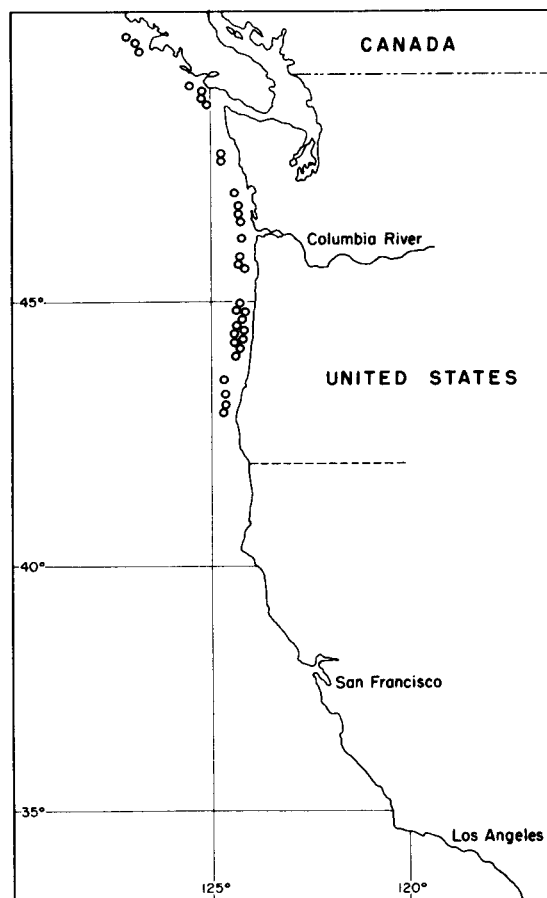 CANADA
Columbia River
45°
UNITED STATES
40°
San Francisco
35°
Los Angeles
125°
120°